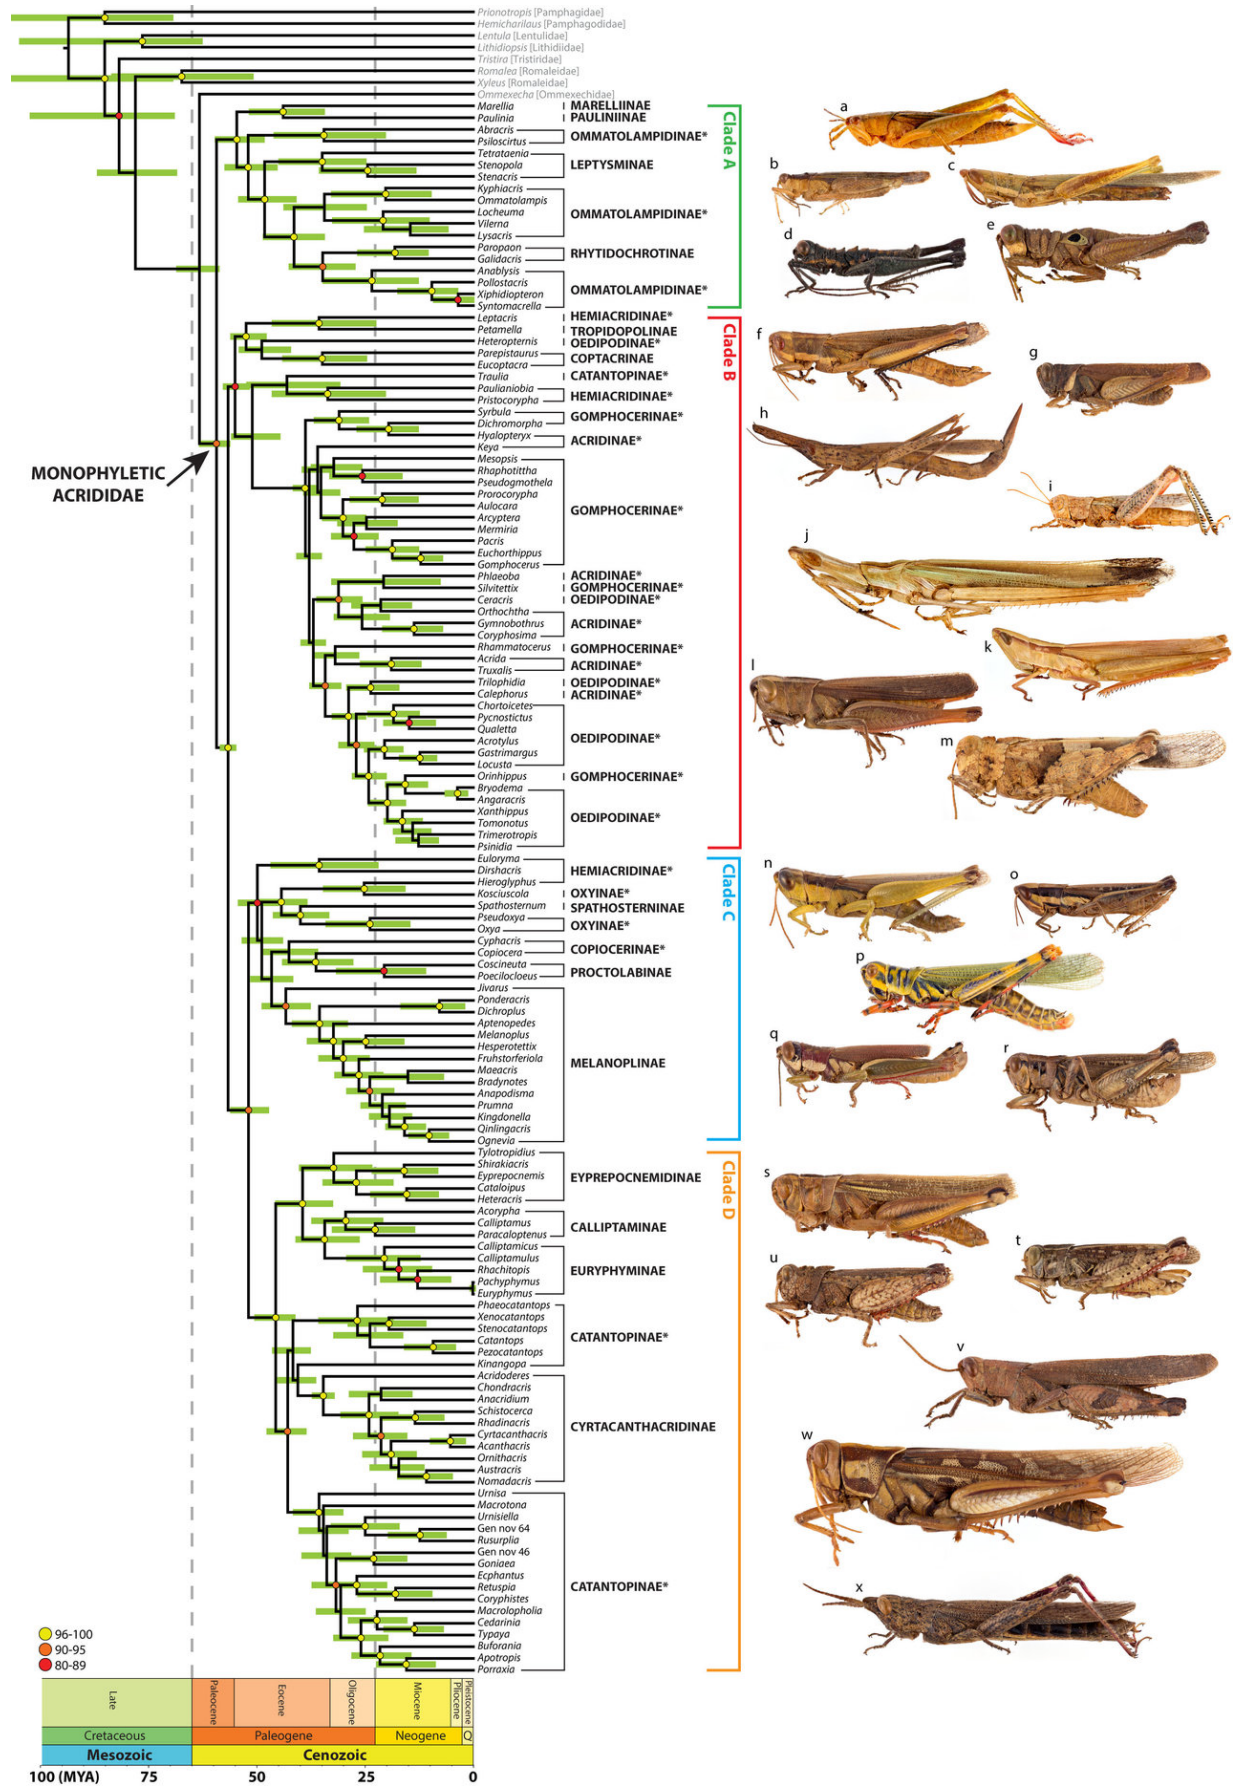 Prionotropis [Pamphagidae]
Hemicharilaus [Pamphagodidae]
Lentula [Lentulidae]
Lithidiopsis [Lithidiidae]
Tristira [Tristiridae]
Romalea [Romaleidae]
Xyleus [Romaleidae]
Ommexecha [Ommexechidae]
Marellia MARELLIINAE
Paulinia PAULINIINAE
Abracris
OMMATOLAMPIDINAE*
Psiloscirtus
Tetrataenia
Stenopola LEPTYSMINAE
Stenacris
Kyphiacris
Ommatolampis
Locheuma OMMATOLAMPIDINAE*
Vilerna
Lysacris
Paropaon
RHYTIDOCHROTINAE
Galidacris
Anablysis
Pollostacris
OMMATOLAMPIDINAE*
Xiphidiopteron
Syntomacrella
Clade A
Leptacris HEMIACRIDINAE*
Petamella TROPIDOPOLINAE
Heteropternis OEDIPODINAE*
Parepistaurus
COPTACRINAE
Eucoptacra
Traulia CATANTOPINAE*
Paulianiobia
HEMIACRIDINAE*
Pristocorypha
Syrbula
GOMPHOCERINAE*
Dichromorpha
Hyalopteryx
ACRIDINAE*
Keya
Mesopsis
Rhaphotittha
Pseudogmothela
Prorocorypha
Aulocara
GOMPHOCERINAE*
Arcyptera
Mermiria
Pacris
Euchorthippus
Gomphocerus
Phlaeoba ACRIDINAE*
Silvitettix GOMPHOCERINAE*
Ceracris OEDIPODINAE*
Orthochtha
Gymnobothrus ACRIDINAE*
Coryphosima
Rhammatocerus GOMPHOCERINAE*
Acrida
ACRIDINAE*
Truxalis
Trilophidia OEDIPODINAE*
Calephorus ACRIDINAE*
Chortoicetes
Pycnostictus
Qualetta
OEDIPODINAE*
Acrotylus
Gastrimargus
Locusta
Orinhippus GOMPHOCERINAE*
Bryodema
Angaracris
Xanthippus
OEDIPODINAE*
Tomonotus
Trimerotropis
Psinidia
Clade B
MONOPHYLETIC
ACRIDIDAE
Euloryma
Dirshacris HEMIACRIDINAE*
Hieroglyphus
Kosciuscola OXYINAE*
Spathosternum SPATHOSTERNINAE
Pseudoxya
OXYINAE*
Oxya
Cyphacris
COPIOCERINAE*
Copiocera
Coscineuta
PROCTOLABINAE
Poecilocloeus
Jivarus
Ponderacris
Dichroplus
Aptenopedes
Melanoplus
Hesperotettix
Fruhstorferiola
MELANOPLINAE
Maeacris
Bradynotes
Anapodisma
Prumna
Kingdonella
Qinlingacris
Ognevia
Clade C
Tylotropidius
Shirakiacris
Eyprepocnemis EYPREPOCNEMIDINAE
Cataloipus
Heteracris
Acorypha
Calliptamus CALLIPTAMINAE
Paracaloptenus
Calliptamicus
Calliptamulus
Rhachitopis EURYPHYMINAE
Pachyphymus
Euryphymus
Phaeocatantops
Xenocatantops
Stenocatantops
CATANTOPINAE*
Catantops
Pezocatantops
Kinangopa
Acridoderes
Chondracris
Anacridium
Schistocerca
Rhadinacris
CYRTACANTHACRIDINAE
Cyrtacanthacris
Acanthacris
Ornithacris
Austracris
Nomadacris
Urnisa
Macrotona
Urnisiella
Gen nov 64
Rusurplia
Gen nov 46
Goniaea
Ecphantus
Retuspia CATANTOPINAE*
Coryphistes
Macrolopholia
Cedarinia
Typaya
Buforania
Apotropis
Porraxia
Clade D
a
b
c
d
e
f
g
h
i
j
k
l
m
n
o
p
q
r
s
t
u
v
w
x
96-100
90-95
80-89
Late
Paleocene
Eocene
Oligocene
Miocene
Pliocene
Pleistocene
Cretaceous Paleogene Neogene Q
Mesozoic Cenozoic
100 (MYA) 75 50 25 0